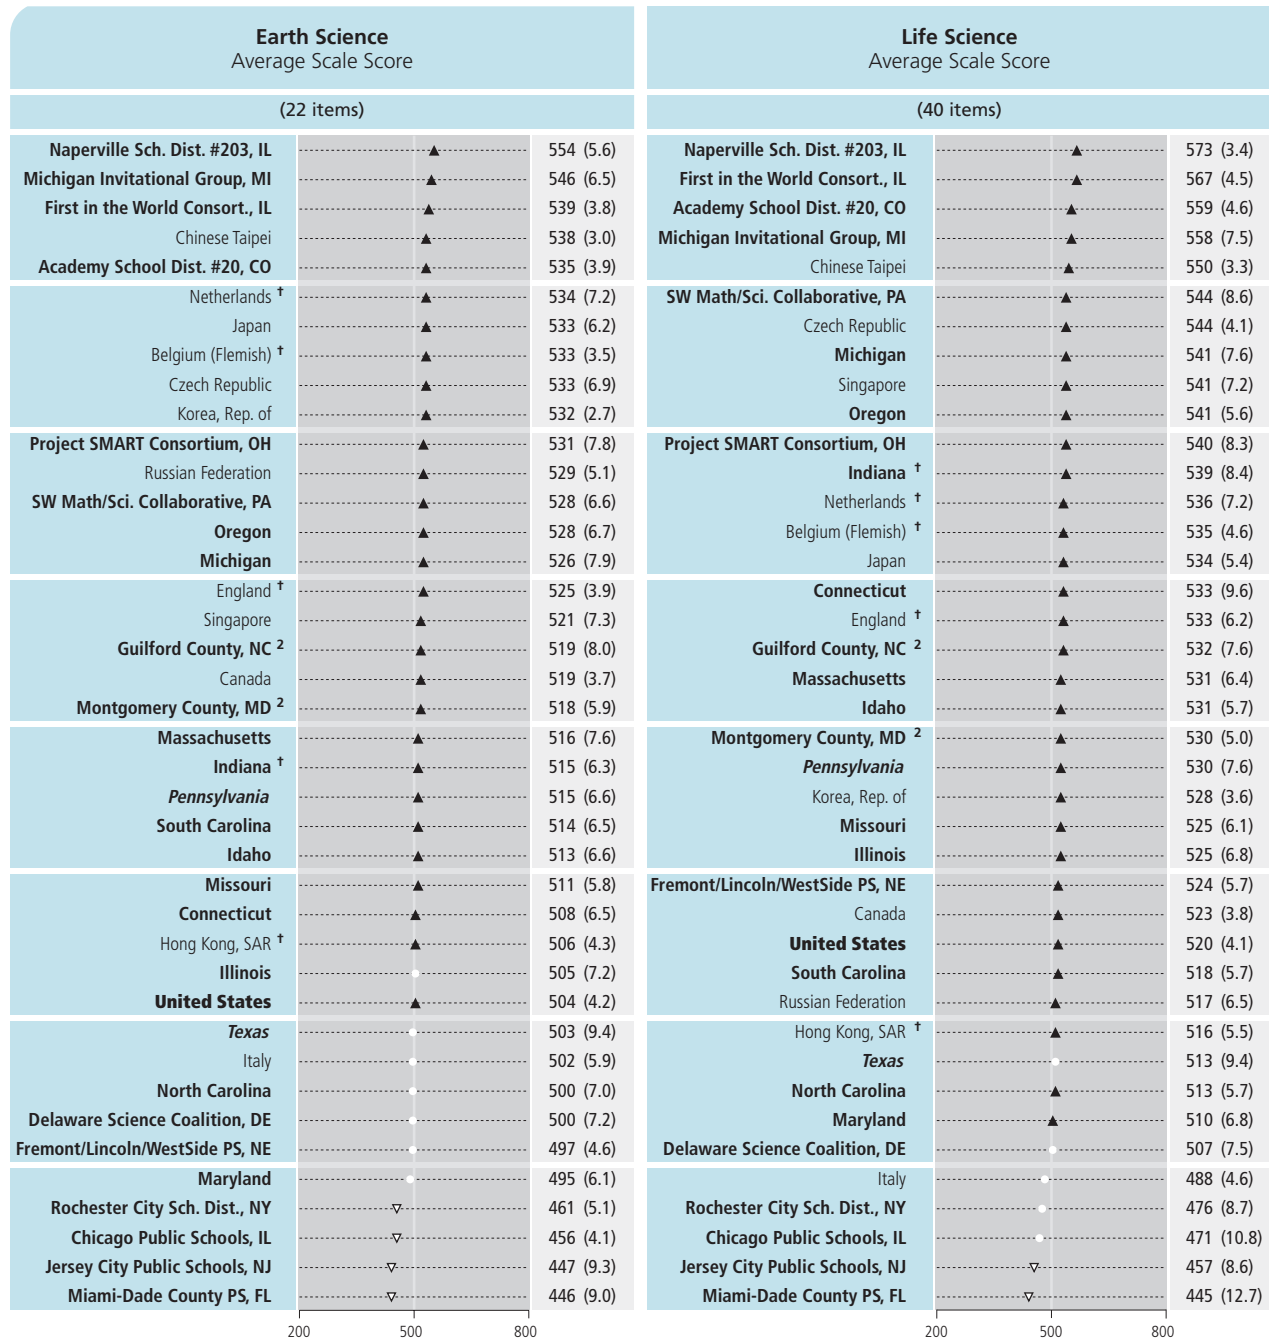 Earth Science
Average Scale Score
(22 items)
Naperville Sch. Dist. #203, IL 554 (5.6)
Michigan Invitational Group, MI 546 (6.5)
First in the World Consort., IL 539 (3.8)
Chinese Taipei 538 (3.0)
Academy School Dist. #20, CO 535 (3.9)
Netherlands † 534 (7.2)
Japan 533 (6.2)
Belgium (Flemish) † 533 (3.5)
Czech Republic 533 (6.9)
Korea, Rep. of 532 (2.7)
Project SMART Consortium, OH 531 (7.8)
Russian Federation 529 (5.1)
SW Math/Sci. Collaborative, PA 528 (6.6)
Oregon 528 (6.7)
Michigan 526 (7.9)
England † 525 (3.9)
Singapore 521 (7.3)
Guilford County, NC 2 519 (8.0)
Canada 519 (3.7)
Montgomery County, MD 2 518 (5.9)
Massachusetts 516 (7.6)
Indiana † 515 (6.3)
Pennsylvania 515 (6.6)
South Carolina 514 (6.5)
Idaho 513 (6.6)
Missouri 511 (5.8)
Connecticut 508 (6.5)
Hong Kong, SAR † 506 (4.3)
Illinois 505 (7.2)
United States 504 (4.2)
Texas 503 (9.4)
Italy 502 (5.9)
North Carolina 500 (7.0)
Delaware Science Coalition, DE 500 (7.2)
Fremont/Lincoln/WestSide PS, NE 497 (4.6)
Maryland 495 (6.1)
Rochester City Sch. Dist., NY 461 (5.1)
Chicago Public Schools, IL 456 (4.1)
Jersey City Public Schools, NJ 447 (9.3)
Miami-Dade County PS, FL 446 (9.0)
200 500 800
Life Science
Average Scale Score
(40 items)
Naperville Sch. Dist. #203, IL 573 (3.4)
First in the World Consort., IL 567 (4.5)
Academy School Dist. #20, CO 559 (4.6)
Michigan Invitational Group, MI 558 (7.5)
Chinese Taipei 550 (3.3)
SW Math/Sci. Collaborative, PA 544 (8.6)
Czech Republic 544 (4.1)
Michigan 541 (7.6)
Singapore 541 (7.2)
Oregon 541 (5.6)
Project SMART Consortium, OH 540 (8.3)
Indiana † 539 (8.4)
Netherlands † 536 (7.2)
Belgium (Flemish) † 535 (4.6)
Japan 534 (5.4)
Connecticut 533 (9.6)
England † 533 (6.2)
Guilford County, NC 2 532 (7.6)
Massachusetts 531 (6.4)
Idaho 531 (5.7)
Montgomery County, MD 2 530 (5.0)
Pennsylvania 530 (7.6)
Korea, Rep. of 528 (3.6)
Missouri 525 (6.1)
Illinois 525 (6.8)
Fremont/Lincoln/WestSide PS, NE 524 (5.7)
Canada 523 (3.8)
United States 520 (4.1)
South Carolina 518 (5.7)
Russian Federation 517 (6.5)
Hong Kong, SAR † 516 (5.5)
Texas 513 (9.4)
North Carolina 513 (5.7)
Maryland 510 (6.8)
Delaware Science Coalition, DE 507 (7.5)
Italy 488 (4.6)
Rochester City Sch. Dist., NY 476 (8.7)
Chicago Public Schools, IL 471 (10.8)
Jersey City Public Schools, NJ 457 (8.6)
Miami-Dade County PS, FL 445 (12.7)
200 500 800